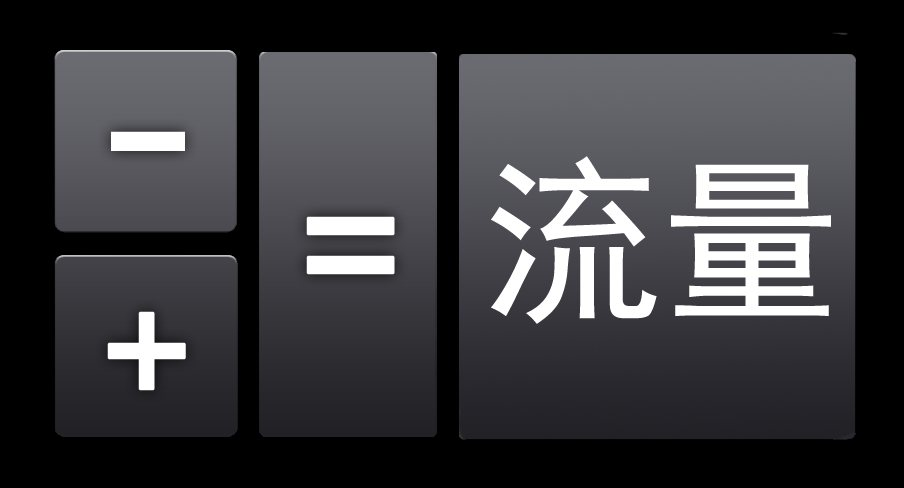 −
+
=
流量